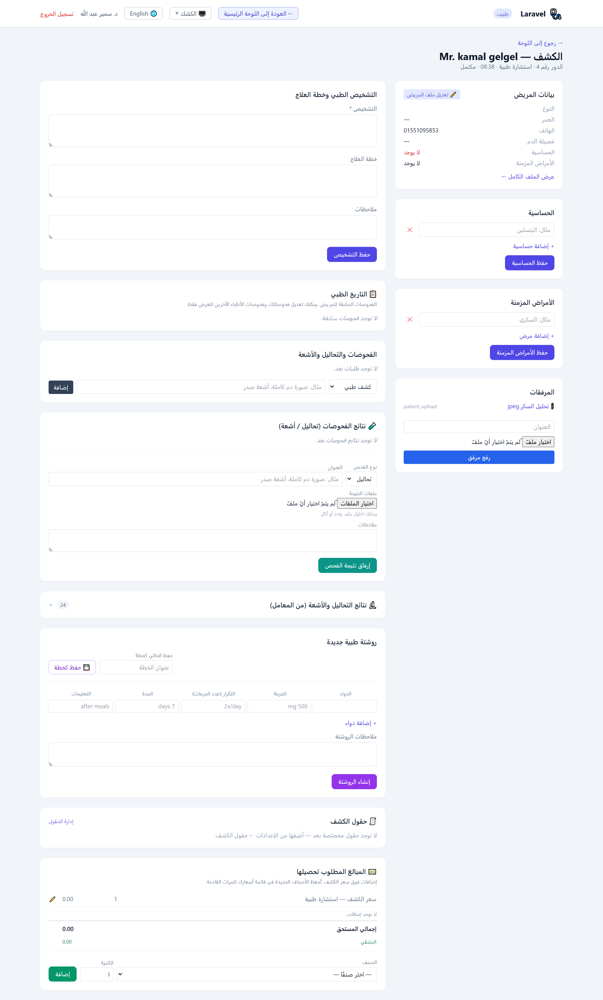 Laravel
طبيب
← العودة إلى اللوحة الرئيسية
الكشك ▼
English
د. سمير عبد الله
تسجيل الخروج
→ رجوع إلى اللوحة
الكشف — Mr. kamal gelgel
الدور رقم 4 · استشارة طبية · 08:38 · مكتمل
بيانات المريض
تعديل ملف المريض
النوع
العمر —
الهاتف 01551095853
فصيلة الدم —
الحساسية لا يوجد
الأمراض المزمنة لا يوجد
عرض الملف الكامل ←
الحساسية
مثال: البنسلين
+ إضافة حساسية
حفظ الحساسية
الأمراض المزمنة
مثال: السكري
+ إضافة مرض
حفظ الأمراض المزمنة
المرفقات
تحليل السكر.jpeg patient_upload
العنوان
اختيار ملفّ لم يتمّ اختيار أيّ ملفّ
رفع مرفق
التشخيص الطبي وخطة العلاج
التشخيص *
خطة العلاج
ملاحظات
حفظ التشخيص
التاريخ الطبي
الفحوصات السابقة للمريض. يمكنك تعديل فحوصاتك، وفحوصات الأطباء الآخرين للعرض فقط.
لا توجد فحوصات سابقة.
الفحوصات والتحاليل والأشعة
لا توجد طلبات بعد.
كشف طبي
مثال: صورة دم كاملة، أشعة صدر
إضافة
نتائج الفحوصات (تحاليل / أشعة)
لا توجد نتائج فحوصات بعد.
نوع الفحص العنوان
تحاليل
مثال: صورة دم كاملة، أشعة صدر
ملفات النتيجة
اختيار الملفات لم يتمّ اختيار أيّ ملفّ
يمكنك اختيار ملف واحد أو أكثر.
ملاحظات
إرفاق نتيجة الفحص
نتائج التحاليل والأشعة (من المعامل) 24
روشتة طبية جديدة
حفظ الحالي كخطة
عنوان الخطة
حفظ كخطة
الدواء الجرعة التكرار (عدد الجرعات) المدة التعليمات
500 mg 2x/day 7 days after meals
+ إضافة دواء
ملاحظات الروشتة
إنشاء الروشتة
حقول الكشف
إدارة الحقول
لا توجد حقول مخصّصة بعد — أضِفها من الإعدادات ← حقول الكشف.
المبالغ المطلوب تحصيلها
إضافات فوق سعر الكشف. تُحفظ الأصناف الجديدة في قائمة أسعارك للمرات القادمة.
سعر الكشف — استشارة طبية 1 0.00
لا توجد إضافات.
إجمالي المستحق 0.00
المتبقي 0.00
الصنف الكمية
— اختر صنفًا —
١
إضافة